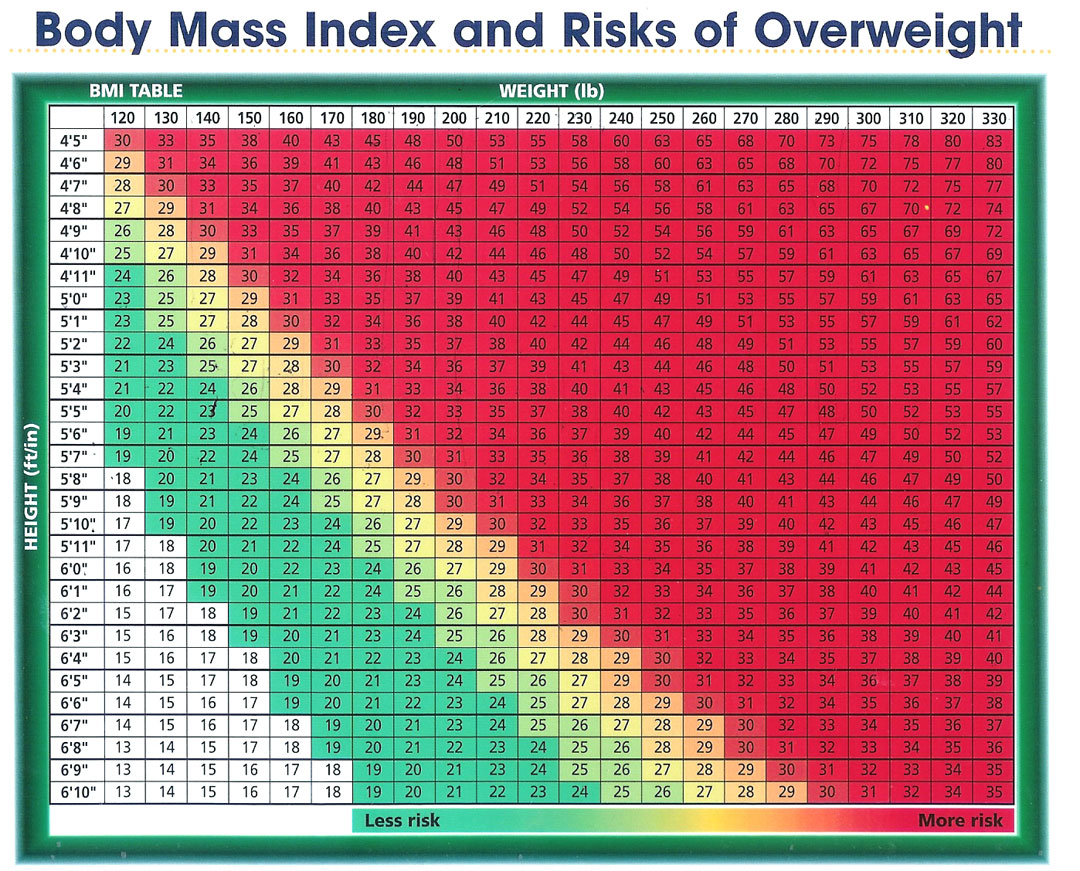 Body Mass Index and Risks of Overweight
BMI TABLE WEIGHT (lb)
120 130 140 150 160 170 180 190 200 210 220 230 240 250 260 270 280 290 300 310 320 330
HEIGHT (ft/in)
4'5" 30 33 35 38 40 43 45 48 50 53 55 58 60 63 65 68 70 73 75 78 80 83
4'6" 29 31 34 36 39 41 43 46 48 51 53 56 58 60 63 65 68 70 72 75 77 80
4'7" 28 30 33 35 37 40 42 44 47 49 51 54 56 58 61 63 65 68 70 72 75 77
4'8" 27 29 31 34 36 38 40 43 45 47 49 52 54 56 58 61 63 65 67 70 72 74
4'9" 26 28 30 33 35 37 39 41 43 46 48 50 52 54 56 59 61 63 65 67 69 72
4'10" 25 27 29 31 34 36 38 40 42 44 46 48 50 52 54 57 59 61 63 65 67 69
4'11" 24 26 28 30 32 34 36 38 40 43 45 47 49 51 53 55 57 59 61 63 65 67
5'0" 23 25 27 29 31 33 35 37 39 41 43 45 47 49 51 53 55 57 59 61 63 65
5'1" 23 25 27 28 30 32 34 36 38 40 42 44 45 47 49 51 53 55 57 59 61 62
5'2" 22 24 26 27 29 31 33 35 37 38 40 42 44 46 48 49 51 53 55 57 59 60
5'3" 21 23 25 27 28 30 32 34 36 37 39 41 43 44 46 48 50 51 53 55 57 59
5'4" 21 22 24 26 28 29 31 33 34 36 38 40 41 43 45 46 48 50 52 53 55 57
5'5" 20 22 23 25 27 28 30 32 33 35 37 38 40 42 43 45 47 48 50 52 53 55
5'6" 19 21 23 24 26 27 29 31 32 34 36 37 39 40 42 44 45 47 49 50 52 53
5'7" 19 20 22 24 25 27 28 30 31 33 35 36 38 39 41 42 44 46 47 49 50 52
5'8" 18 20 21 23 24 26 27 29 30 32 34 35 37 38 40 41 43 44 46 47 49 50
5'9" 18 19 21 22 24 25 27 28 30 31 33 34 36 37 38 40 41 43 44 46 47 49
5'10" 17 19 20 22 23 24 26 27 29 30 32 33 35 36 37 39 40 42 43 45 46 47
5'11" 17 18 20 21 22 24 25 27 28 29 31 32 34 35 36 38 39 41 42 43 45 46
6'0" 16 18 19 20 22 23 24 26 27 29 30 31 33 34 35 37 38 39 41 42 43 45
6'1" 16 17 19 20 21 22 24 25 26 28 29 30 32 33 34 36 37 38 40 41 42 44
6'2" 15 17 18 19 21 22 23 24 26 27 28 30 31 32 33 35 36 37 39 40 41 42
6'3" 15 16 18 19 20 21 23 24 25 26 28 29 30 31 33 34 35 36 38 39 40 41
6'4" 15 16 17 18 20 21 22 23 24 26 27 28 29 30 32 33 34 35 37 38 39 40
6'5" 14 15 17 18 19 20 21 23 24 25 26 27 29 30 31 32 33 34 36 37 38 39
6'6" 14 15 16 17 19 20 21 22 23 24 25 27 28 29 30 31 32 34 35 36 37 38
6'7" 14 15 16 17 18 19 20 21 23 24 25 26 27 28 29 30 32 33 34 35 36 37
6'8" 13 14 15 17 18 19 20 21 22 23 24 25 26 28 29 30 31 32 33 34 35 36
6'9" 13 14 15 16 17 18 19 20 21 23 24 25 26 27 28 29 30 31 32 33 34 35
6'10" 13 14 15 16 17 18 19 20 21 22 23 24 25 26 27 28 29 30 31 32 34 35
Less risk More risk